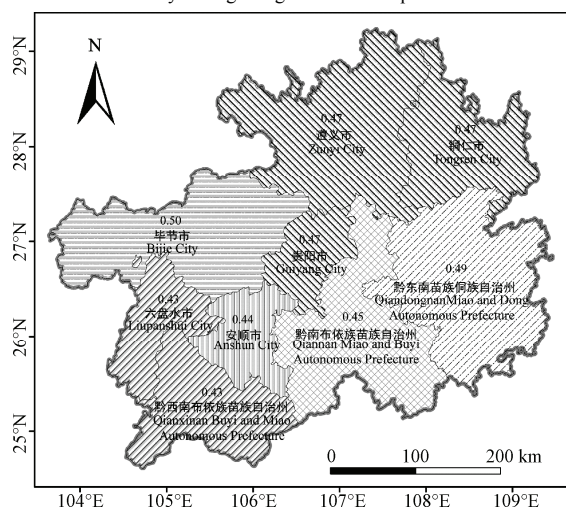 N
29°N
28°N
27°N
26°N
25°N
0.47
遵义市
Zunyi City
0.47
铜仁市
Tongren City
0.50
毕节市
Bijie City
0.47
贵阳市
Guiyang City
0.49
黔东南苗族侗族自治州
QiandongnanMiao and Dong
Autonomous Prefecture
0.43
六盘水市
Liupanshui City
0.44
安顺市
Anshun City
0.45
黔南布依族苗族自治州
Qiannan Miao and Buyi
Autonomous Prefecture
0.43
黔西南布依族苗族自治州
Qianxinan Buyi and Miao
Autonomous Prefecture
0 100 200 km
104°E 105°E 106°E 107°E 108°E 109°E